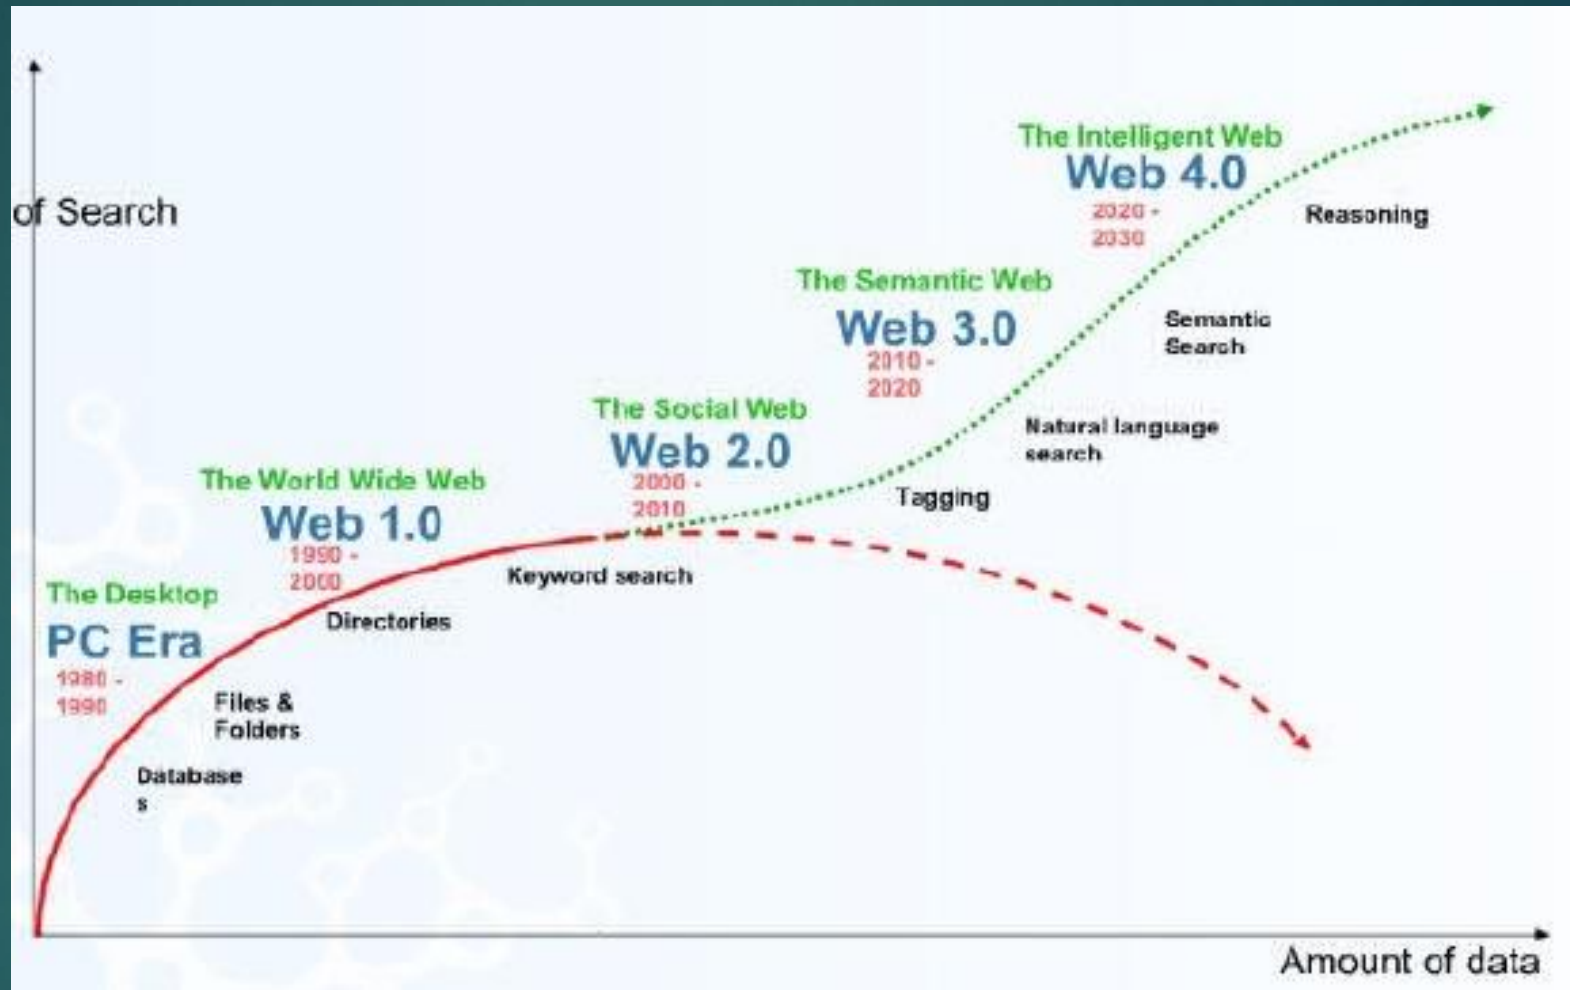 of Search
The Intelligent Web
Web 4.0
2020 -
2030
Reasoning
The Semantic Web
Web 3.0
2010 -
2020
Semantic
Search
The Social Web
Web 2.0
2000 -
2010
Natural language
search
Tagging
The World Wide Web
Web 1.0
1990 -
2000
Keyword search
Directories
The Desktop
PC Era
1980 -
1990
Files &
Folders
Database
s
Amount of data